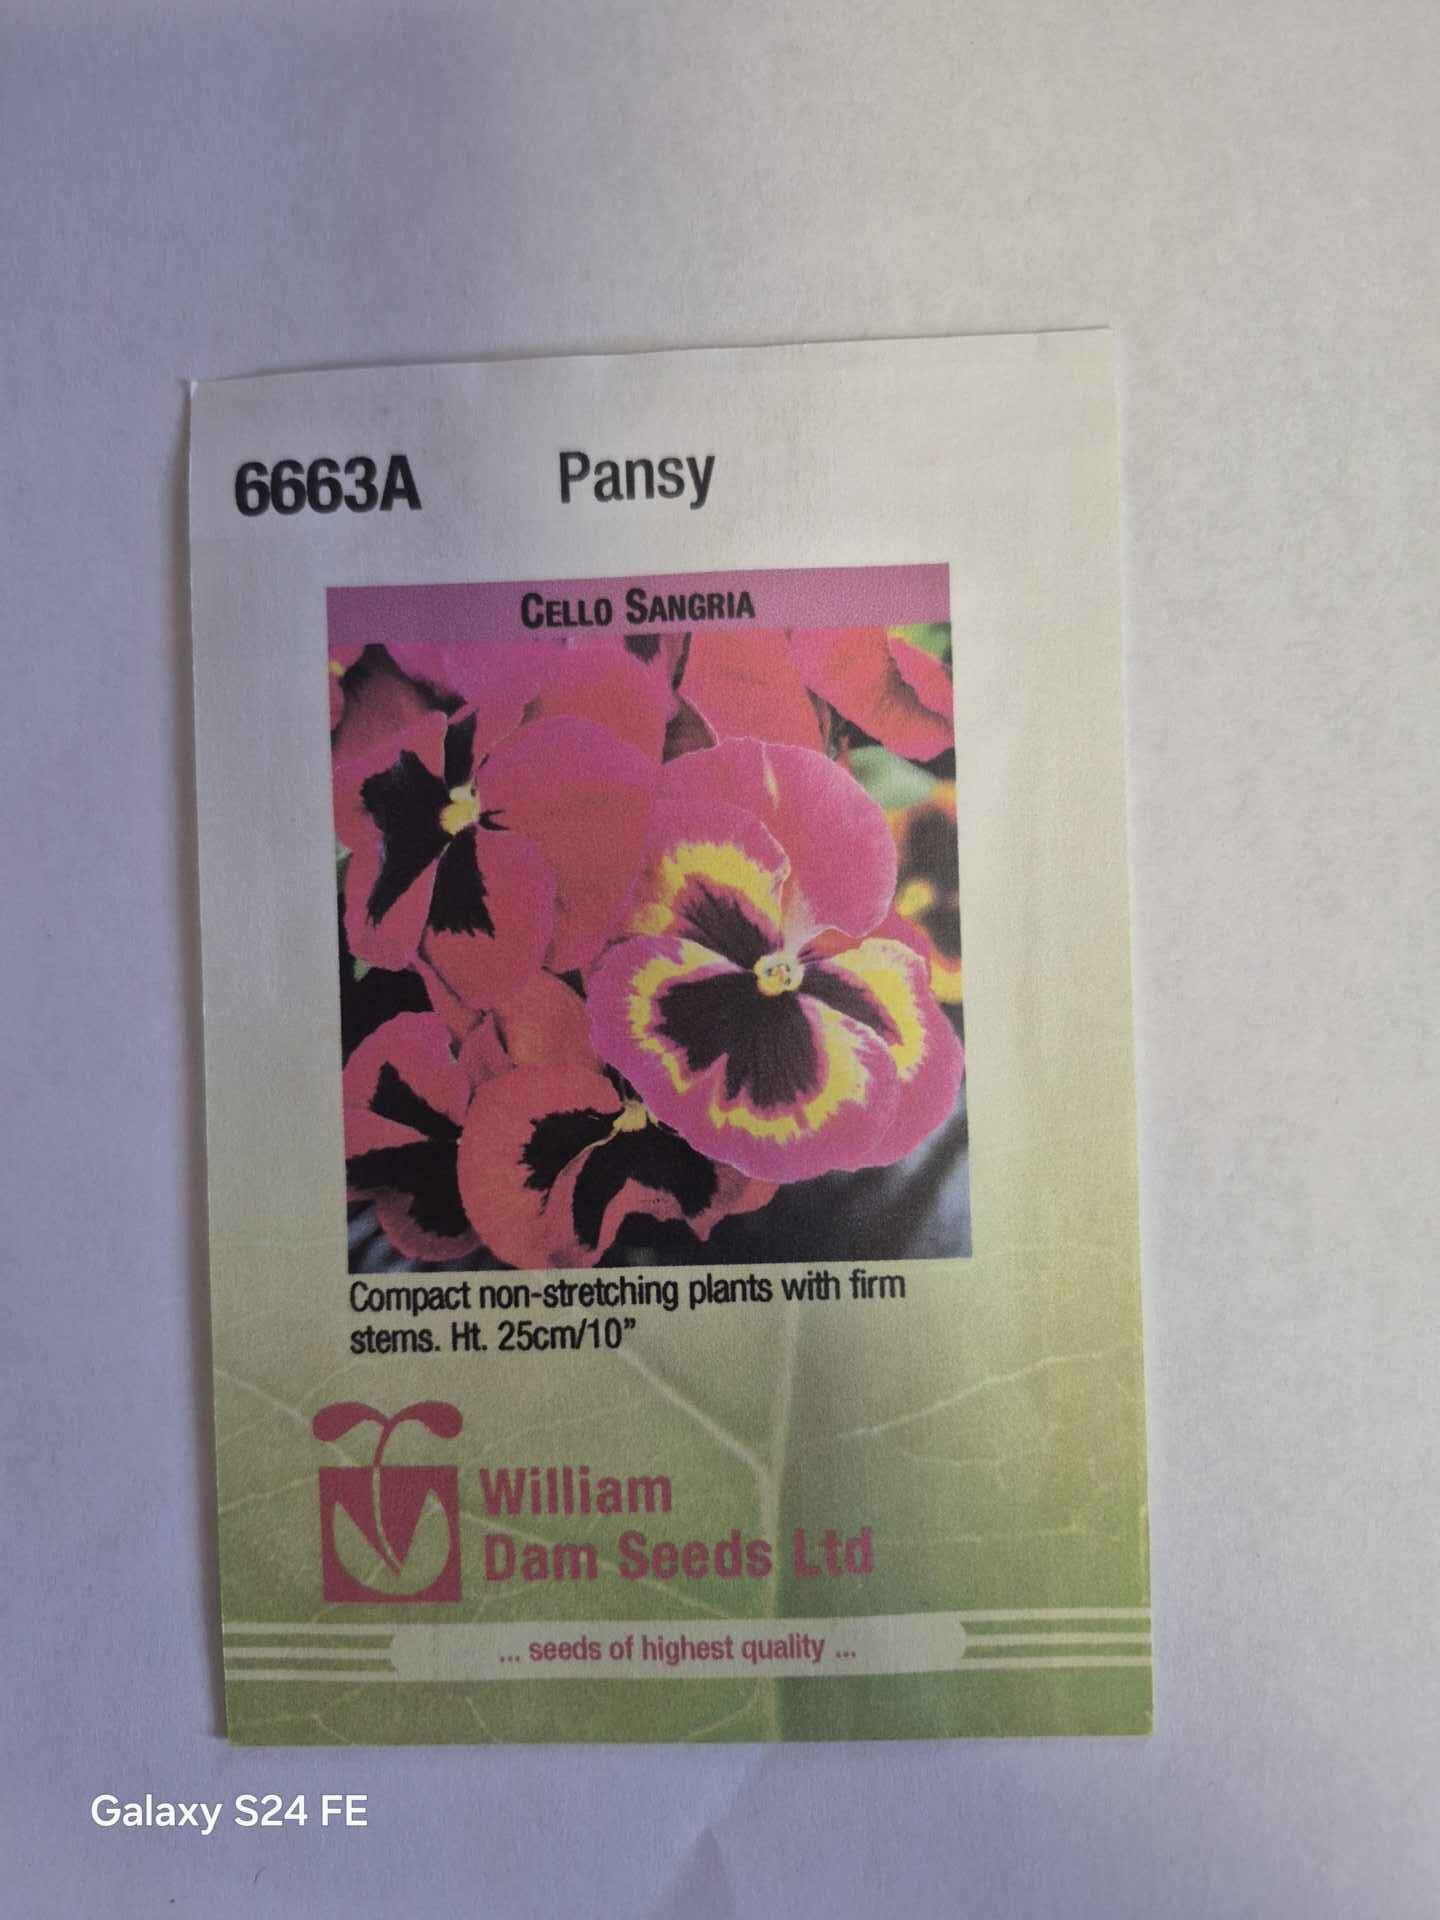 6663A Pansy
CELLO SANGRIA
Compact non-stretching plants with firm
stems. Ht. 25cm/10”
William
Dam Seeds Ltd
... seeds of highest quality ...
Galaxy S24 FE